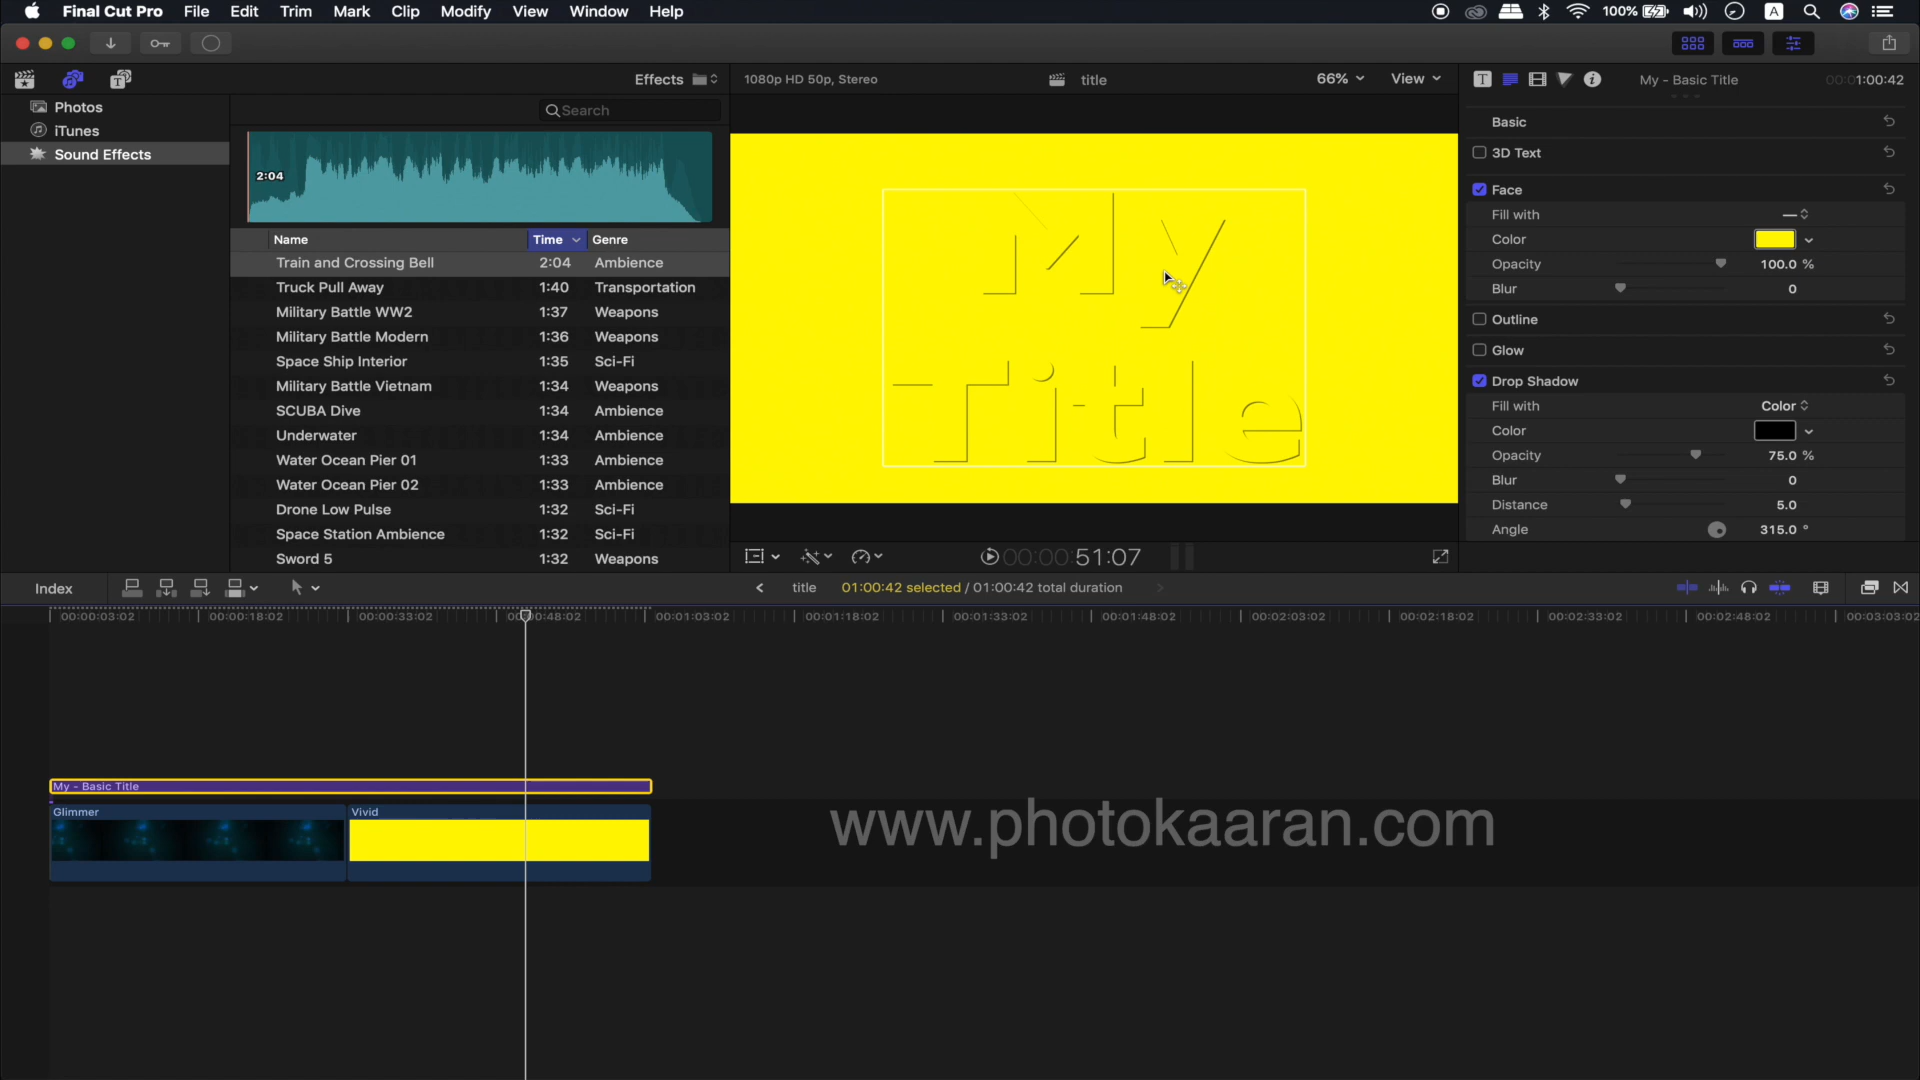 Final Cut Pro File Edit Trim Mark Clip Modify View Window Help 100% A
Effects
1080p HD 50p, Stereo title 66% View
T My - Basic Title 00:01:00:42
Photos
iTunes
Sound Effects
Search
2:04
Name Time Genre
Train and Crossing Bell 2:04 Ambience
Truck Pull Away 1:40 Transportation
Military Battle WW2 1:37 Weapons
Military Battle Modern 1:36 Weapons
Space Ship Interior 1:35 Sci-Fi
Military Battle Vietnam 1:34 Weapons
SCUBA Dive 1:34 Ambience
Underwater 1:34 Ambience
Water Ocean Pier 01 1:33 Ambience
Water Ocean Pier 02 1:33 Ambience
Drone Low Pulse 1:32 Sci-Fi
Space Station Ambience 1:32 Sci-Fi
Sword 5 1:32 Weapons
My
Title
Basic
3D Text
Face
Fill with
Color
Opacity 100.0 %
Blur 0
Outline
Glow
Drop Shadow
Fill with Color
Color
Opacity 75.0 %
Blur 0
Distance 5.0
Angle 315.0 °
00:00:51:07
Index title 01:00:42 selected / 01:00:42 total duration
00:00:03:02 00:00:18:02 00:00:33:02 00:00:48:02 00:01:03:02 00:01:18:02 00:01:33:02 00:01:48:02 00:02:03:02 00:02:18:02 00:02:33:02 00:02:48:02 00:03:03:02
My - Basic Title
Glimmer Vivid
www.photokaaran.com